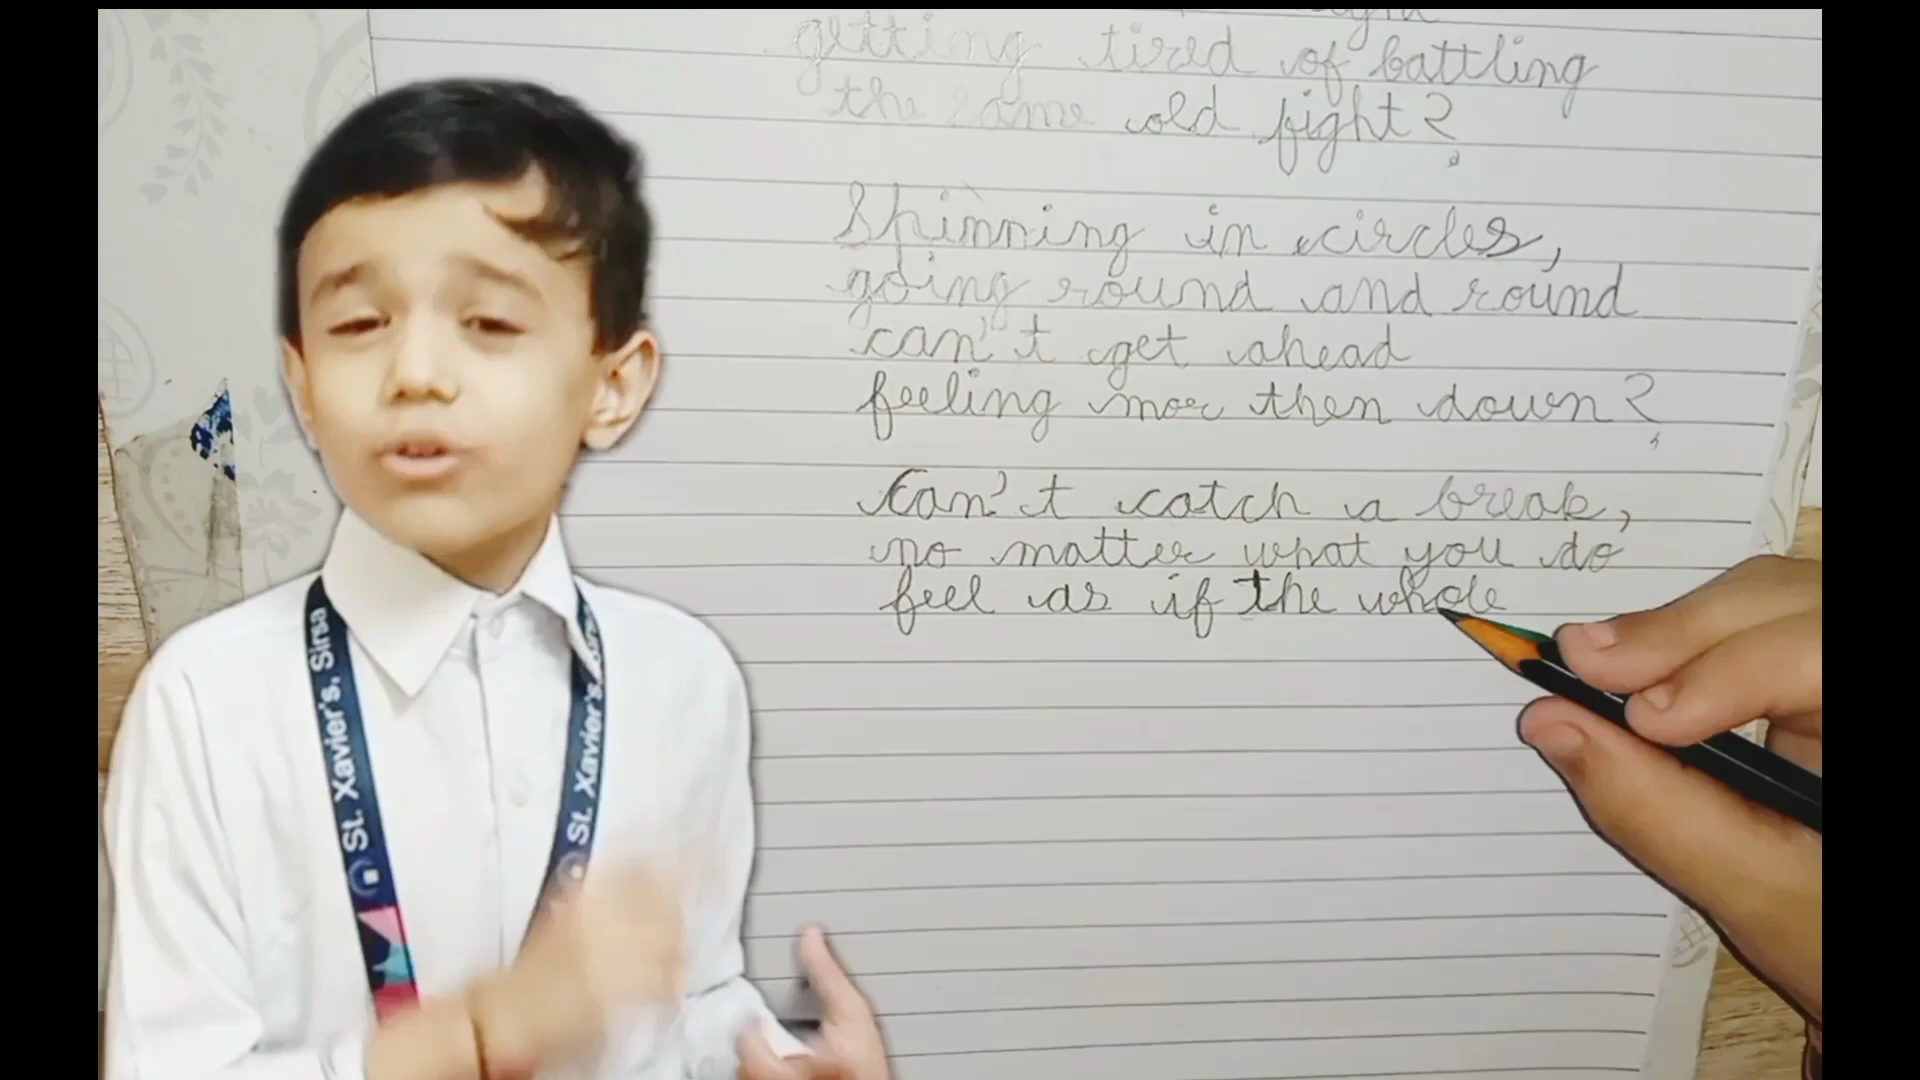 getting tired of battling
the same old fight?
Spinning in circles,
going round and round
can't get ahead
feeling mor then down?
Can't catch a break,
no matter what you do
feel as if the whole
St. Xavier's, Sirsa
St. Xavier's